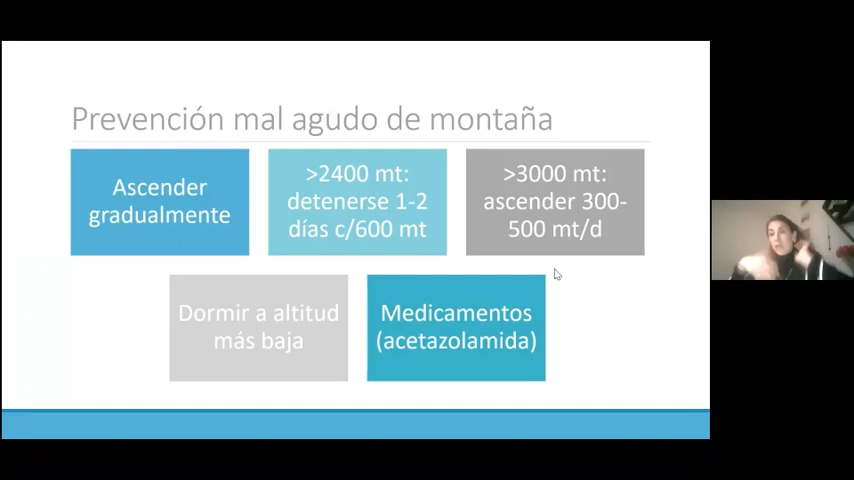 Prevención mal agudo de montaña
Ascender
gradualmente
>2400 mt:
detenerse 1-2
días c/600 mt
>3000 mt:
ascender 300-
500 mt/d
Dormir a altitud
más baja
Medicamentos
(acetazolamida)